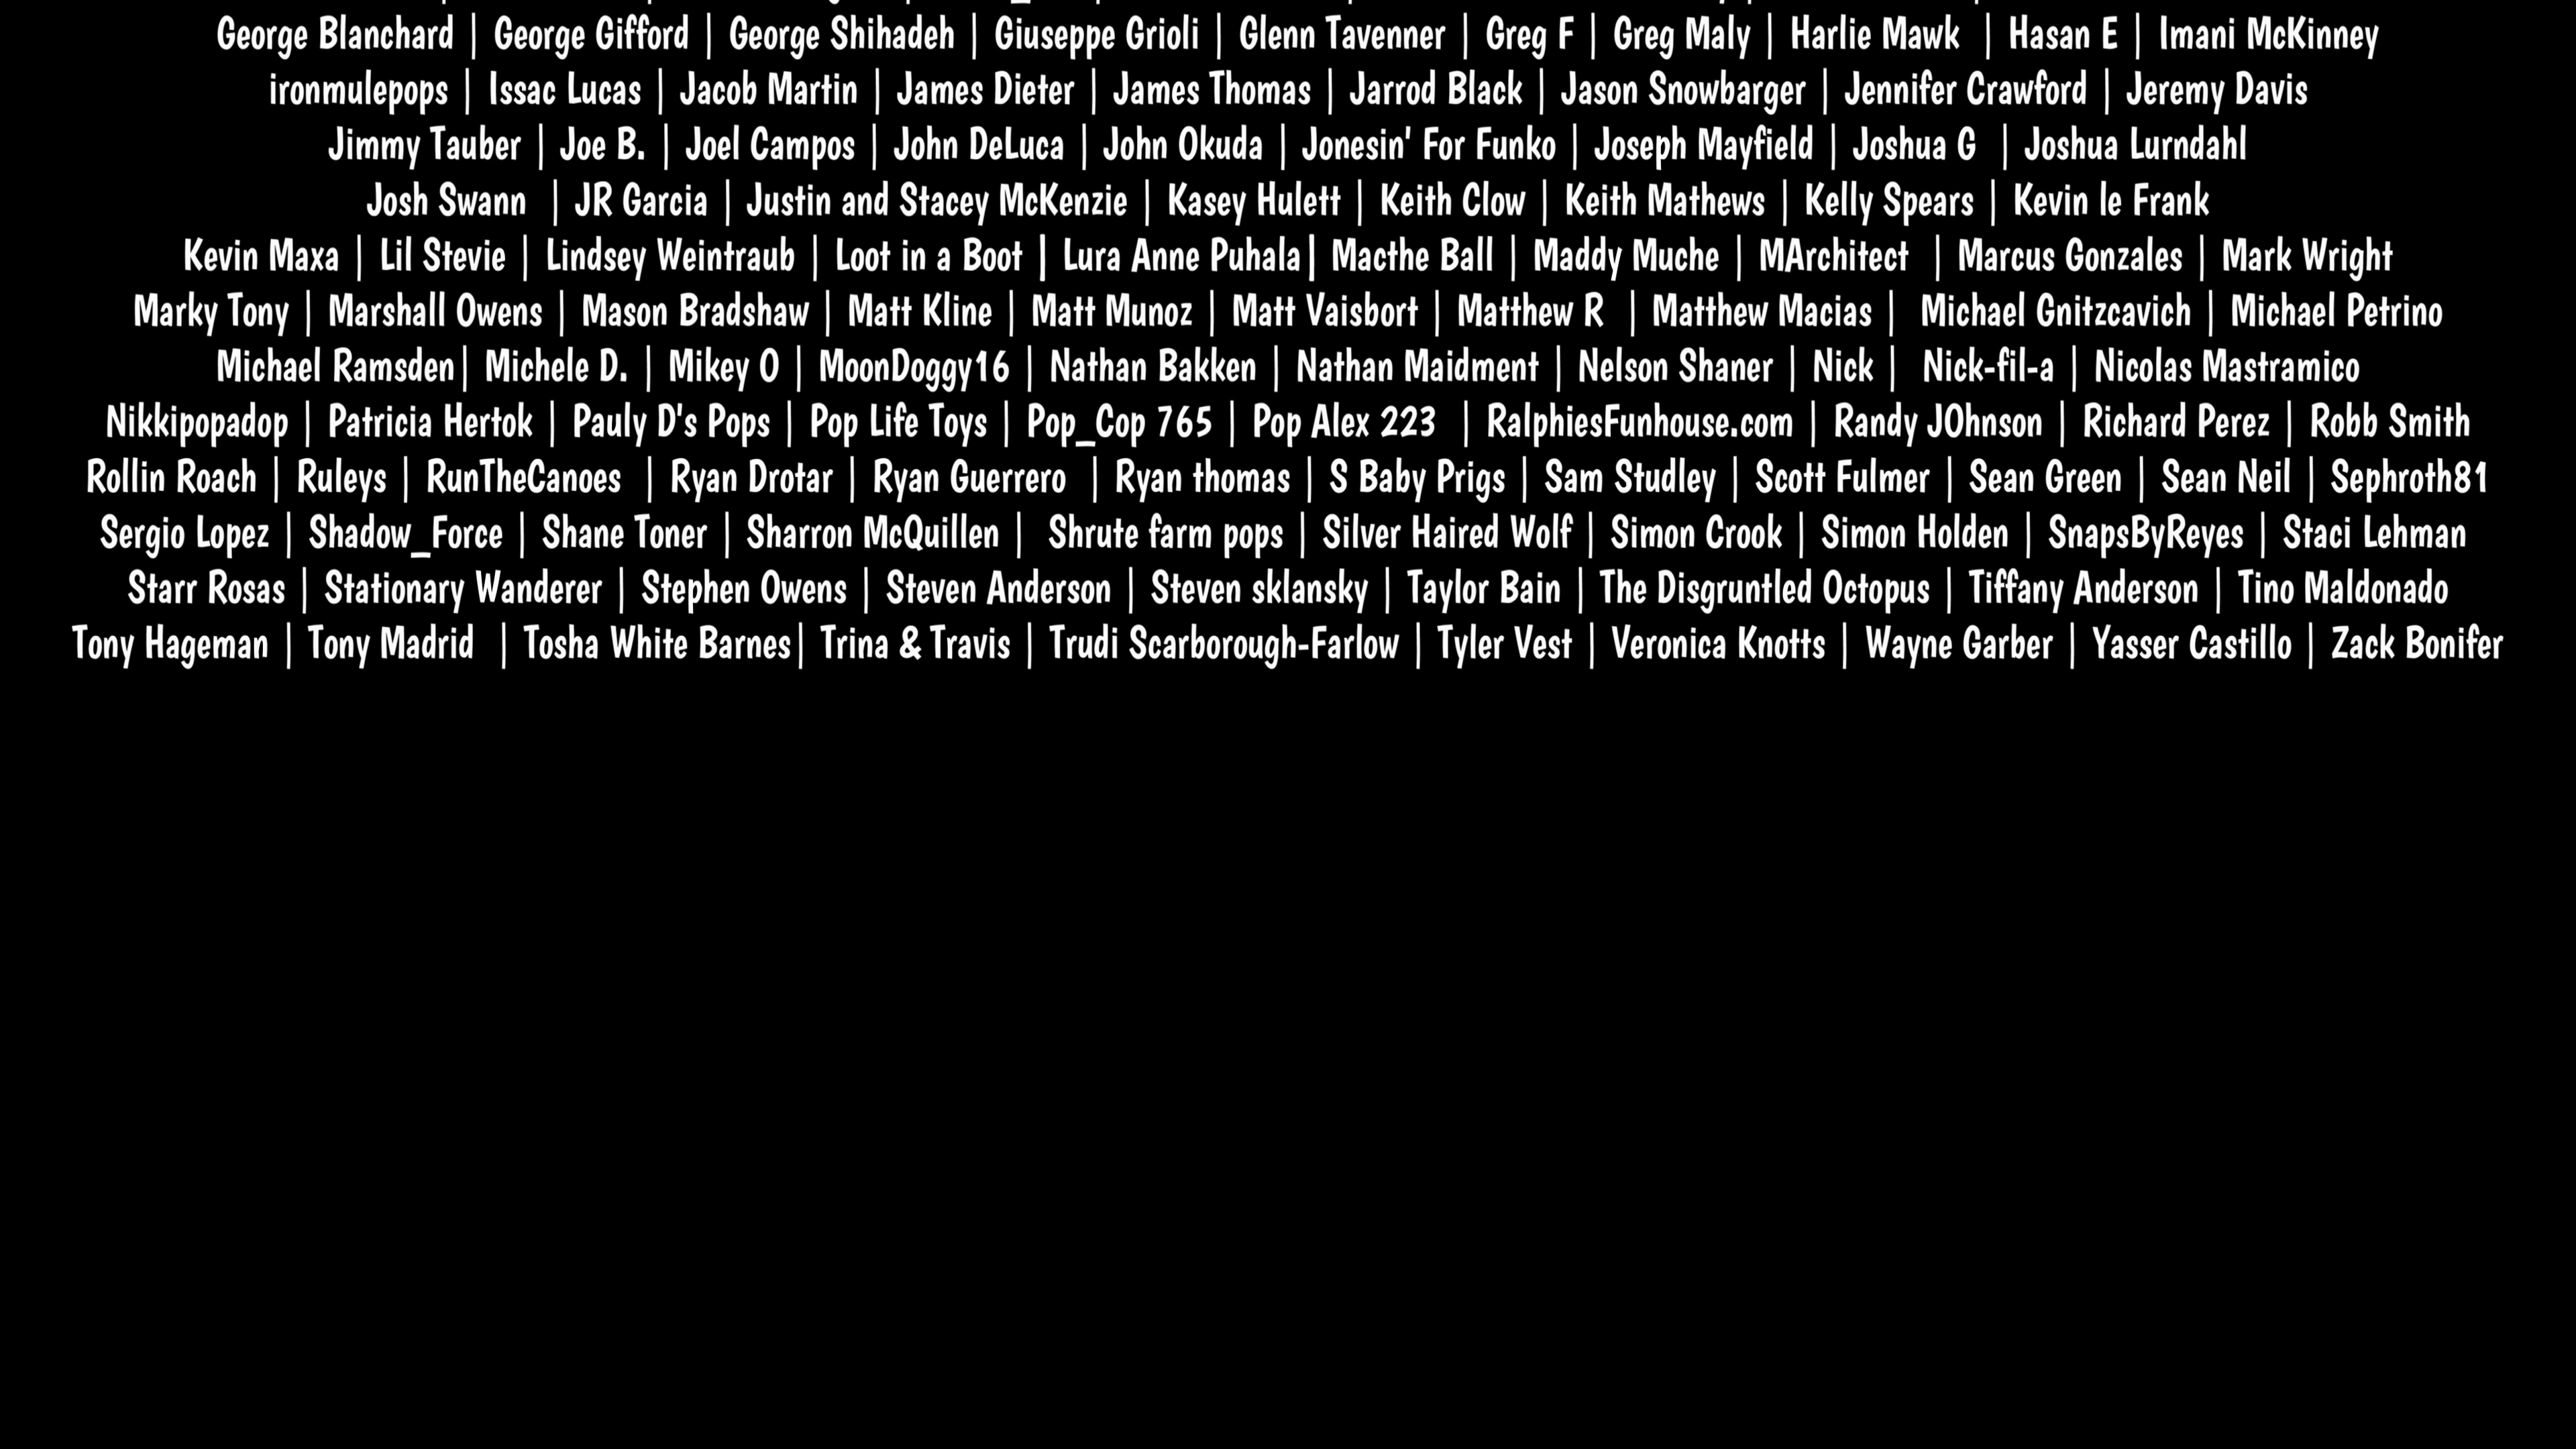 George Blanchard | George Gifford | George Shihadeh | Giuseppe Grioli | Glenn Tavenner | Greg F | Greg Maly | Harlie Mawk | Hasan E | Imani McKinney
ironmulepops | Issac Lucas | Jacob Martin | James Dieter | James Thomas | Jarrod Black | Jason Snowbarger | Jennifer Crawford | Jeremy Davis
Jimmy Tauber | Joe B. | Joel Campos | John DeLuca | John Okuda | Jonesin' For Funko | Joseph Mayfield | Joshua G | Joshua Lurndahl
Josh Swann | JR Garcia | Justin and Stacey McKenzie | Kasey Hulett | Keith Clow | Keith Mathews | Kelly Spears | Kevin le Frank
Kevin Maxa | Lil Stevie | Lindsey Weintraub | Loot in a Boot | Lura Anne Puhala| Macthe Ball | Maddy Muche | MArchitect | Marcus Gonzales | Mark Wright
Marky Tony | Marshall Owens | Mason Bradshaw | Matt Kline | Matt Munoz | Matt Vaisbort | Matthew R | Matthew Macias | Michael Gnitzcavich | Michael Petrino
Michael Ramsden| Michele D. | Mikey O | MoonDoggy16 | Nathan Bakken | Nathan Maidment | Nelson Shaner | Nick | Nick-fil-a | Nicolas Mastramico
Nikkipopadop | Patricia Hertok | Pauly D's Pops | Pop Life Toys | Pop_Cop 765 | Pop Alex 223 | RalphiesFunhouse.com | Randy JOhnson | Richard Perez | Robb Smith
Rollin Roach | Ruleys | RunTheCanoes | Ryan Drotar | Ryan Guerrero | Ryan thomas | S Baby Prigs | Sam Studley | Scott Fulmer | Sean Green | Sean Neil | Sephroth81
Sergio Lopez | Shadow_Force | Shane Toner | Sharron McQuillen | Shrute farm pops | Silver Haired Wolf | Simon Crook | Simon Holden | SnapsByReyes | Staci Lehman
Starr Rosas | Stationary Wanderer | Stephen Owens | Steven Anderson | Steven sklansky | Taylor Bain | The Disgruntled Octopus | Tiffany Anderson | Tino Maldonado
Tony Hageman | Tony Madrid | Tosha White Barnes| Trina & Travis | Trudi Scarborough-Farlow | Tyler Vest | Veronica Knotts | Wayne Garber | Yasser Castillo | Zack Bonifer